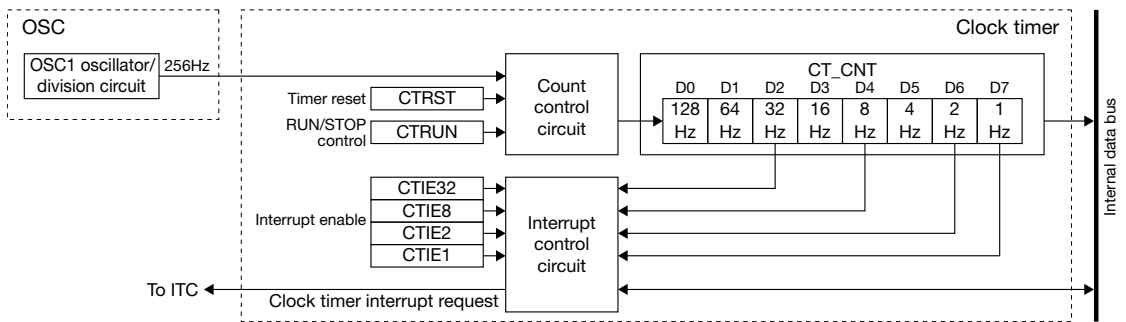 OSC
Clock timer
OSC1 oscillator/
division circuit
256Hz
Timer reset
CTRST
RUN/STOP
control
CTRUN
Count
control
circuit
CT_CNT
D0 D1 D2 D3 D4 D5 D6 D7
128 64 32 16 8 4 2 1
Hz Hz Hz Hz Hz Hz Hz Hz
Internal data bus
Interrupt enable
CTIE32
CTIE8
CTIE2
CTIE1
Interrupt
control
circuit
To ITC
Clock timer interrupt request